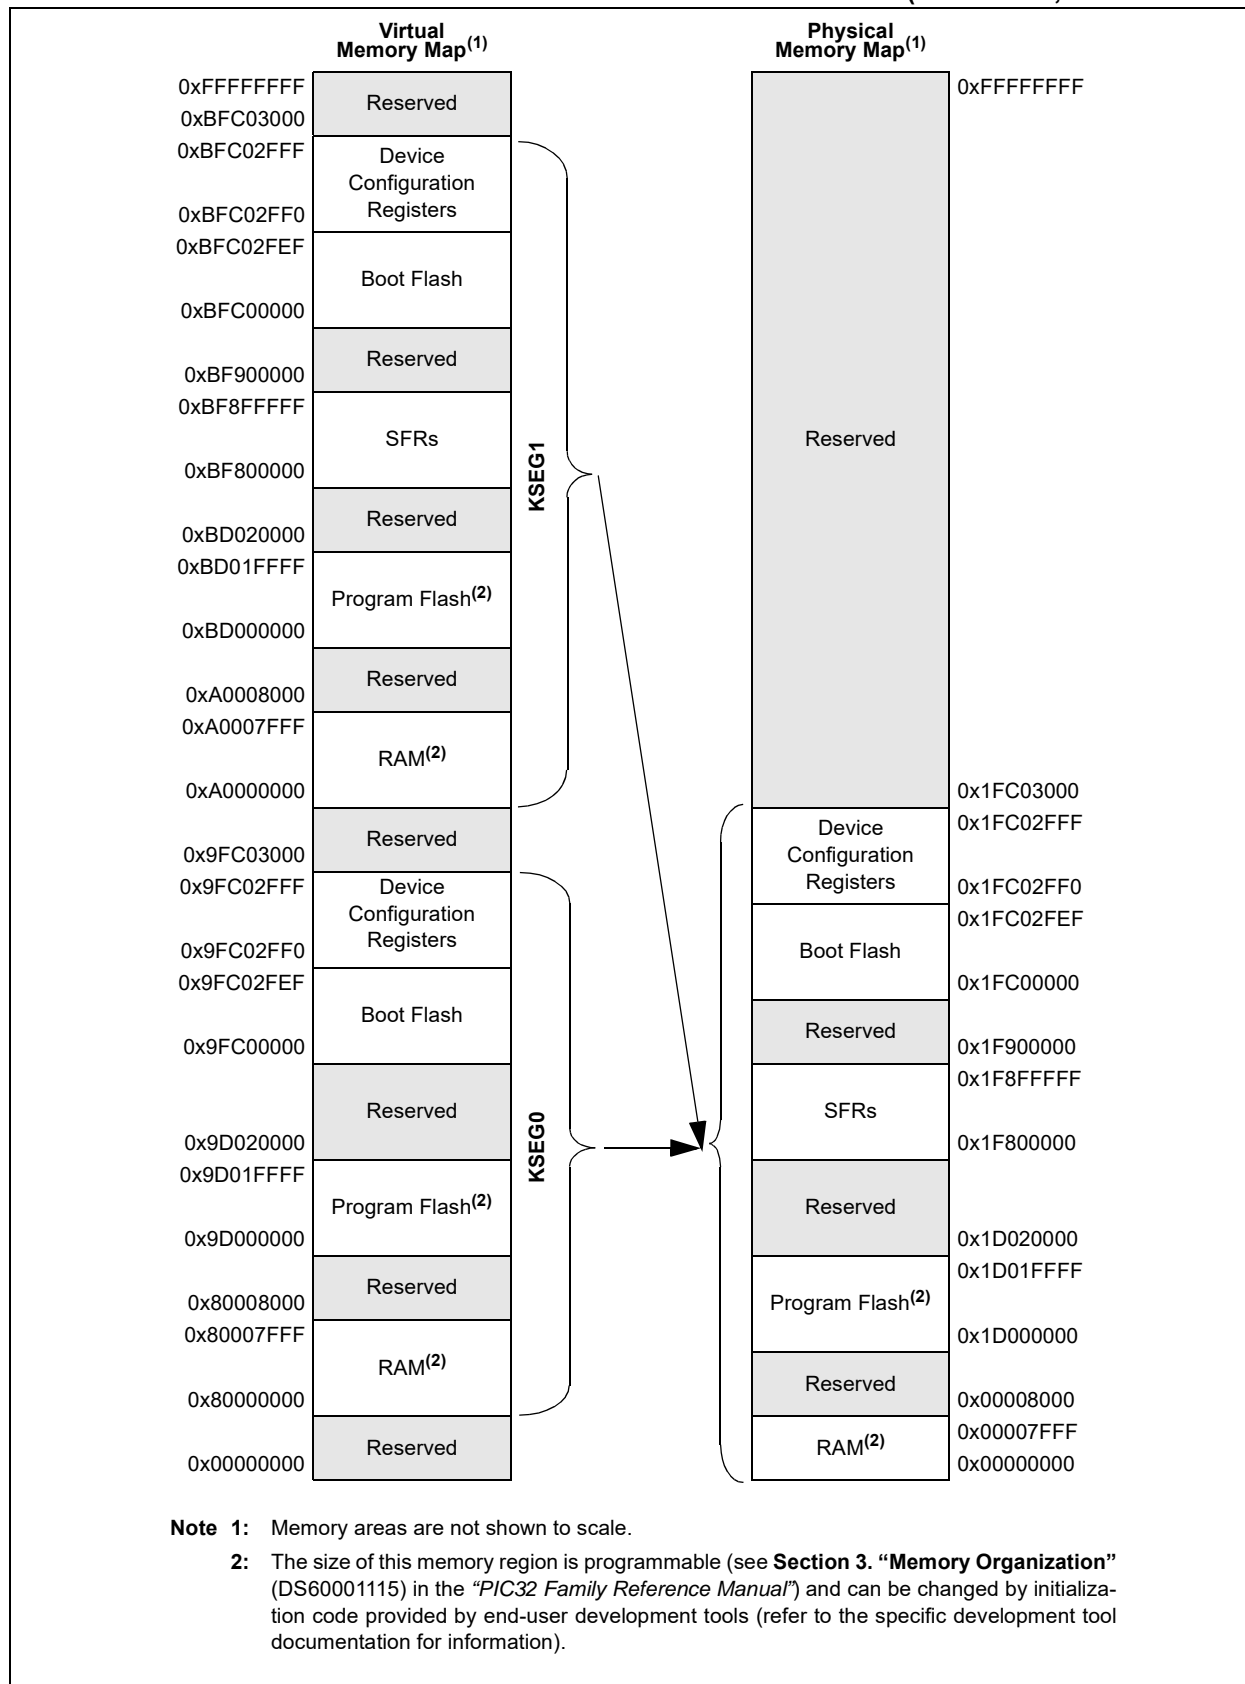 Virtual
Memory Map(1)
0xFFFFFFFF
Reserved
0xBFC03000
0xBFC02FFF
Device
Configuration
Registers
0xBFC02FF0
0xBFC02FEF
Boot Flash
0xBFC00000
Reserved
0xBF900000
0xBF8FFFFF
SFRs
0xBF800000
Reserved
0xBD020000
0xBD01FFFF
Program Flash(2)
0xBD000000
Reserved
0xA0008000
0xA0007FFF
RAM(2)
0xA0000000
Reserved
0x9FC03000
0x9FC02FFF
Device
Configuration
Registers
0x9FC02FF0
0x9FC02FEF
Boot Flash
0x9FC00000
Reserved
0x9D020000
0x9D01FFFF
Program Flash(2)
0x9D000000
Reserved
0x80008000
0x80007FFF
RAM(2)
0x80000000
Reserved
0x00000000
KSEG1
KSEG0
Physical
Memory Map(1)
0xFFFFFFFF
Reserved
0x1FC03000
0x1FC02FFF
Device
Configuration
Registers
0x1FC02FF0
0x1FC02FEF
Boot Flash
0x1FC00000
Reserved
0x1F900000
0x1F8FFFFF
SFRs
0x1F800000
Reserved
0x1D020000
0x1D01FFFF
Program Flash(2)
0x1D000000
Reserved
0x00008000
0x00007FFF
RAM(2)
0x00000000
Note 1: Memory areas are not shown to scale.
2: The size of this memory region is programmable (see Section 3. “Memory Organization”
(DS60001115) in the “PIC32 Family Reference Manual”) and can be changed by initializa-
tion code provided by end-user development tools (refer to the specific development tool
documentation for information).